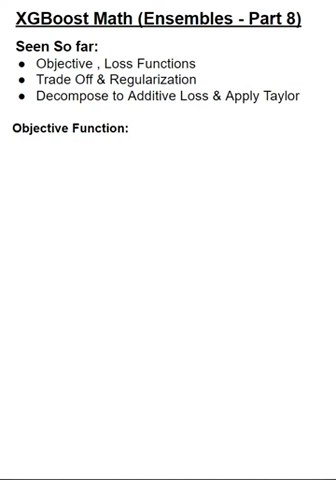 XGBoost Math (Ensembles - Part 8)
Seen So far:
● Objective , Loss Functions
● Trade Off & Regularization
● Decompose to Additive Loss & Apply Taylor
Objective Function: